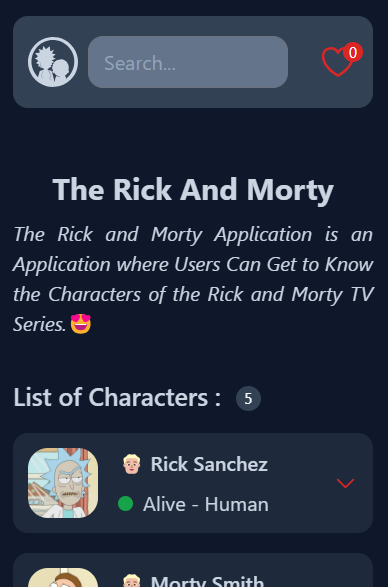 Search...
0
The Rick And Morty
The Rick and Morty Application is an
Application where Users Can Get to Know
the Characters of the Rick and Morty TV
Series.🤩
List of Characters : 5
👨🏼 Rick Sanchez
Alive - Human
👨🏼 Morty Smith